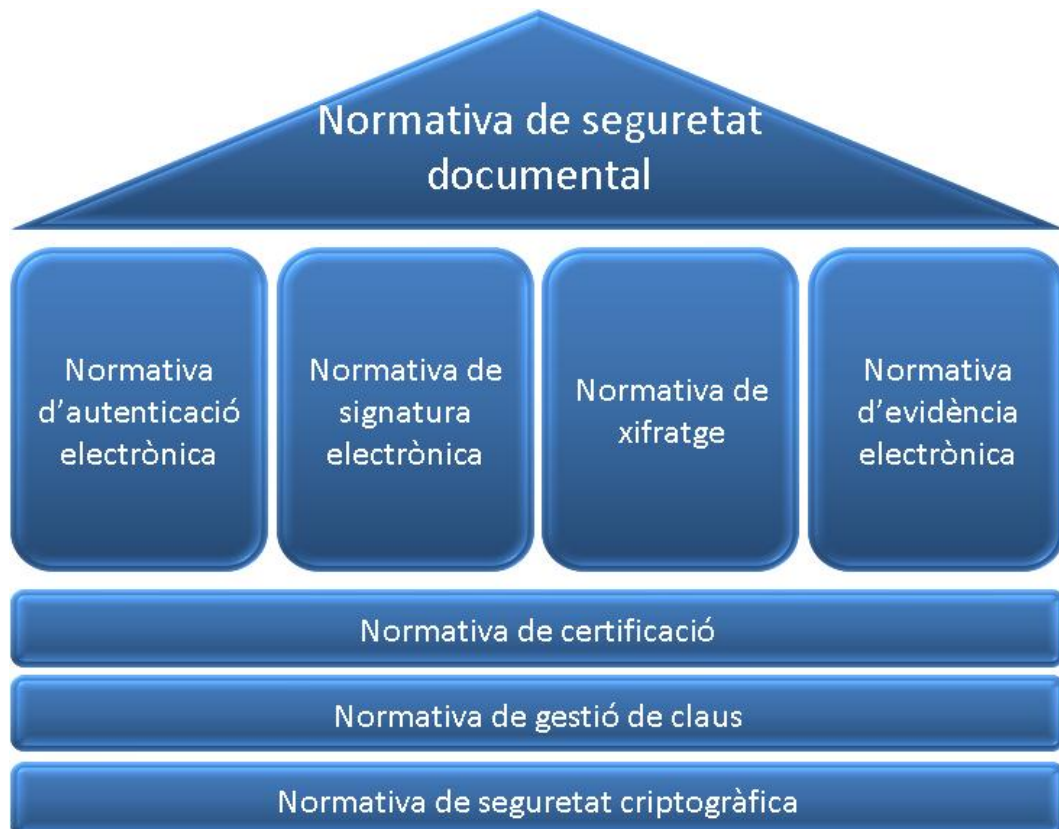 Normativa de seguretat
documental
Normativa
d'autenticació
electrònica
Normativa de
signatura
electrònica
Normativa de
xifratge
Normativa
d'evidència
electrònica
Normativa de certificació
Normativa de gestió de claus
Normativa de seguretat criptogràfica